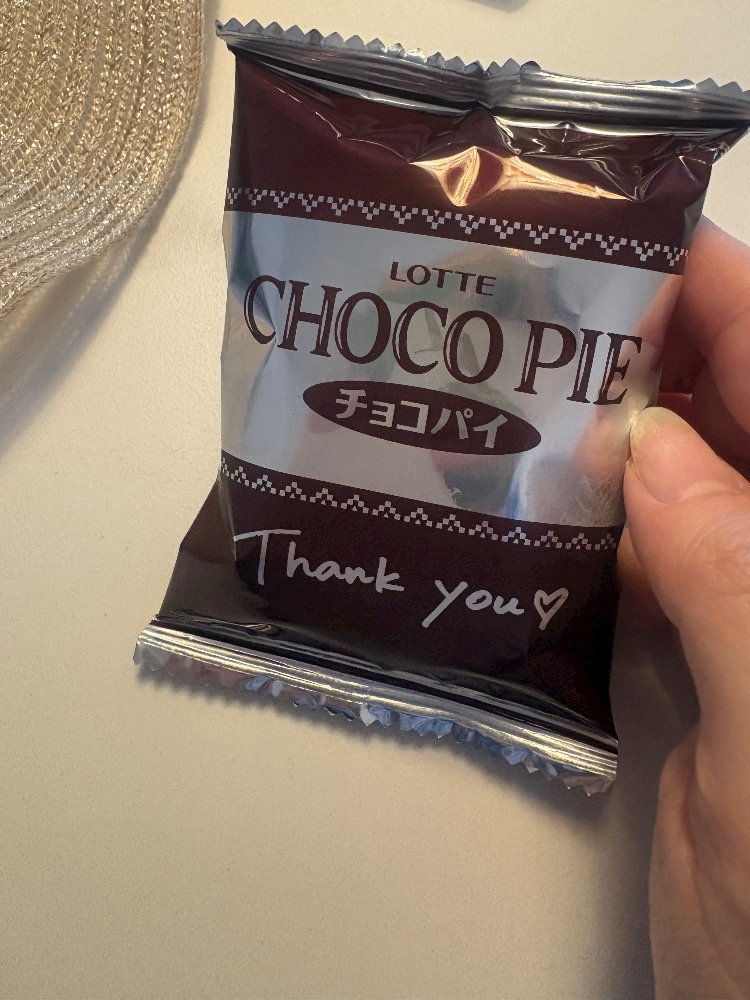 LOTTE
CHOCO PIE
チョコパイ
Thank you♡